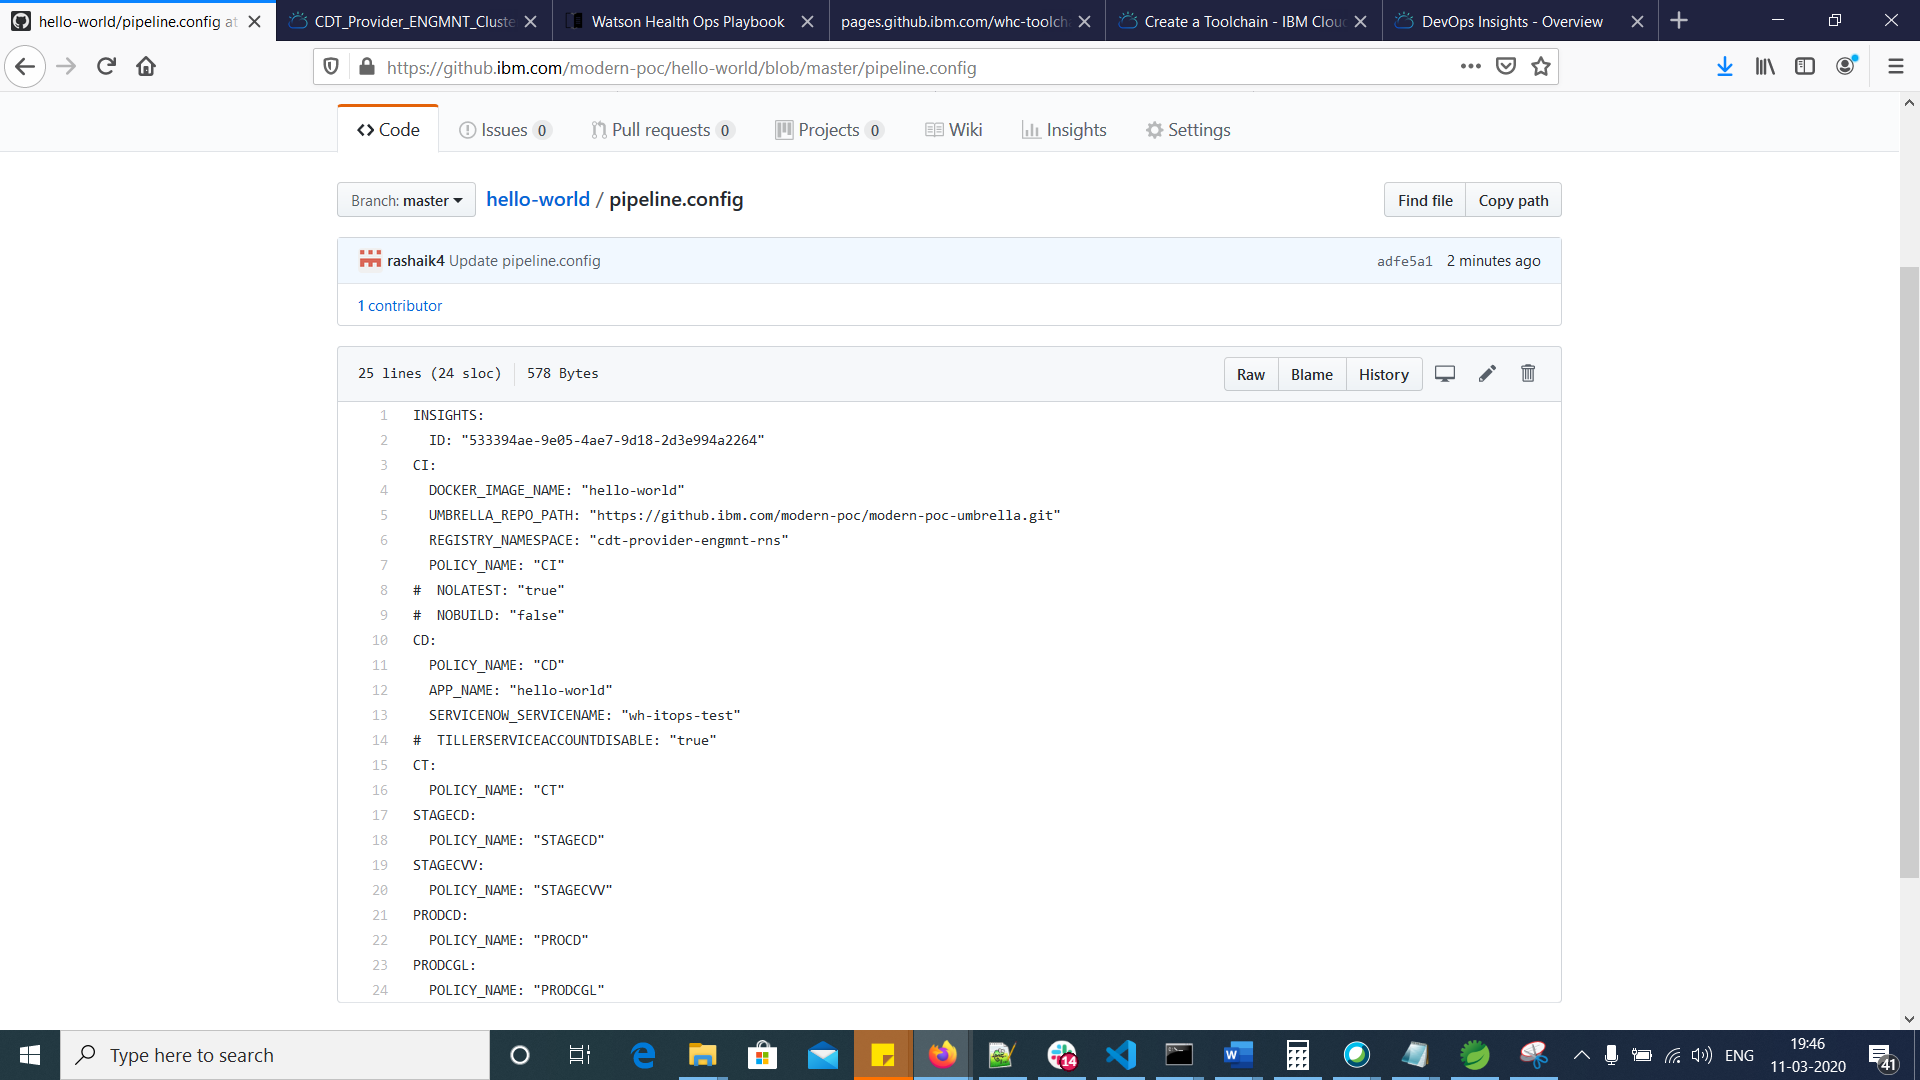 hello-world/pipeline.config at
CDT_Provider_ENGMNT_Cluste
Watson Health Ops Playbook
pages.github.ibm.com/whc-toolch
Create a Toolchain - IBM Clou
DevOps Insights - Overview
https://github.ibm.com/modern-poc/hello-world/blob/master/pipeline.config
Code
Issues 0
Pull requests 0
Projects 0
Wiki
Insights
Settings
Branch: master
hello-world / pipeline.config
Find file
Copy path
rashaik4 Update pipeline.config
adfe5a1 2 minutes ago
1 contributor
25 lines (24 sloc) 578 Bytes
Raw
Blame
History
1 INSIGHTS:
2 ID: "533394ae-9e05-4ae7-9d18-2d3e994a2264"
3 CI:
4 DOCKER_IMAGE_NAME: "hello-world"
5 UMBRELLA_REPO_PATH: "https://github.ibm.com/modern-poc/modern-poc-umbrella.git"
6 REGISTRY_NAMESPACE: "cdt-provider-engmnt-rns"
7 POLICY_NAME: "CI"
8 # NOLATEST: "true"
9 # NOBUILD: "false"
10 CD:
11 POLICY_NAME: "CD"
12 APP_NAME: "hello-world"
13 SERVICENOW_SERVICENAME: "wh-itops-test"
14 # TILLERSERVICEACCOUNTDISABLE: "true"
15 CT:
16 POLICY_NAME: "CT"
17 STAGECD:
18 POLICY_NAME: "STAGECD"
19 STAGECVV:
20 POLICY_NAME: "STAGECVV"
21 PRODCD:
22 POLICY_NAME: "PROCD"
23 PRODCGL:
24 POLICY_NAME: "PRODCGL"
Type here to search
14
ENG
19:46
11-03-2020
41